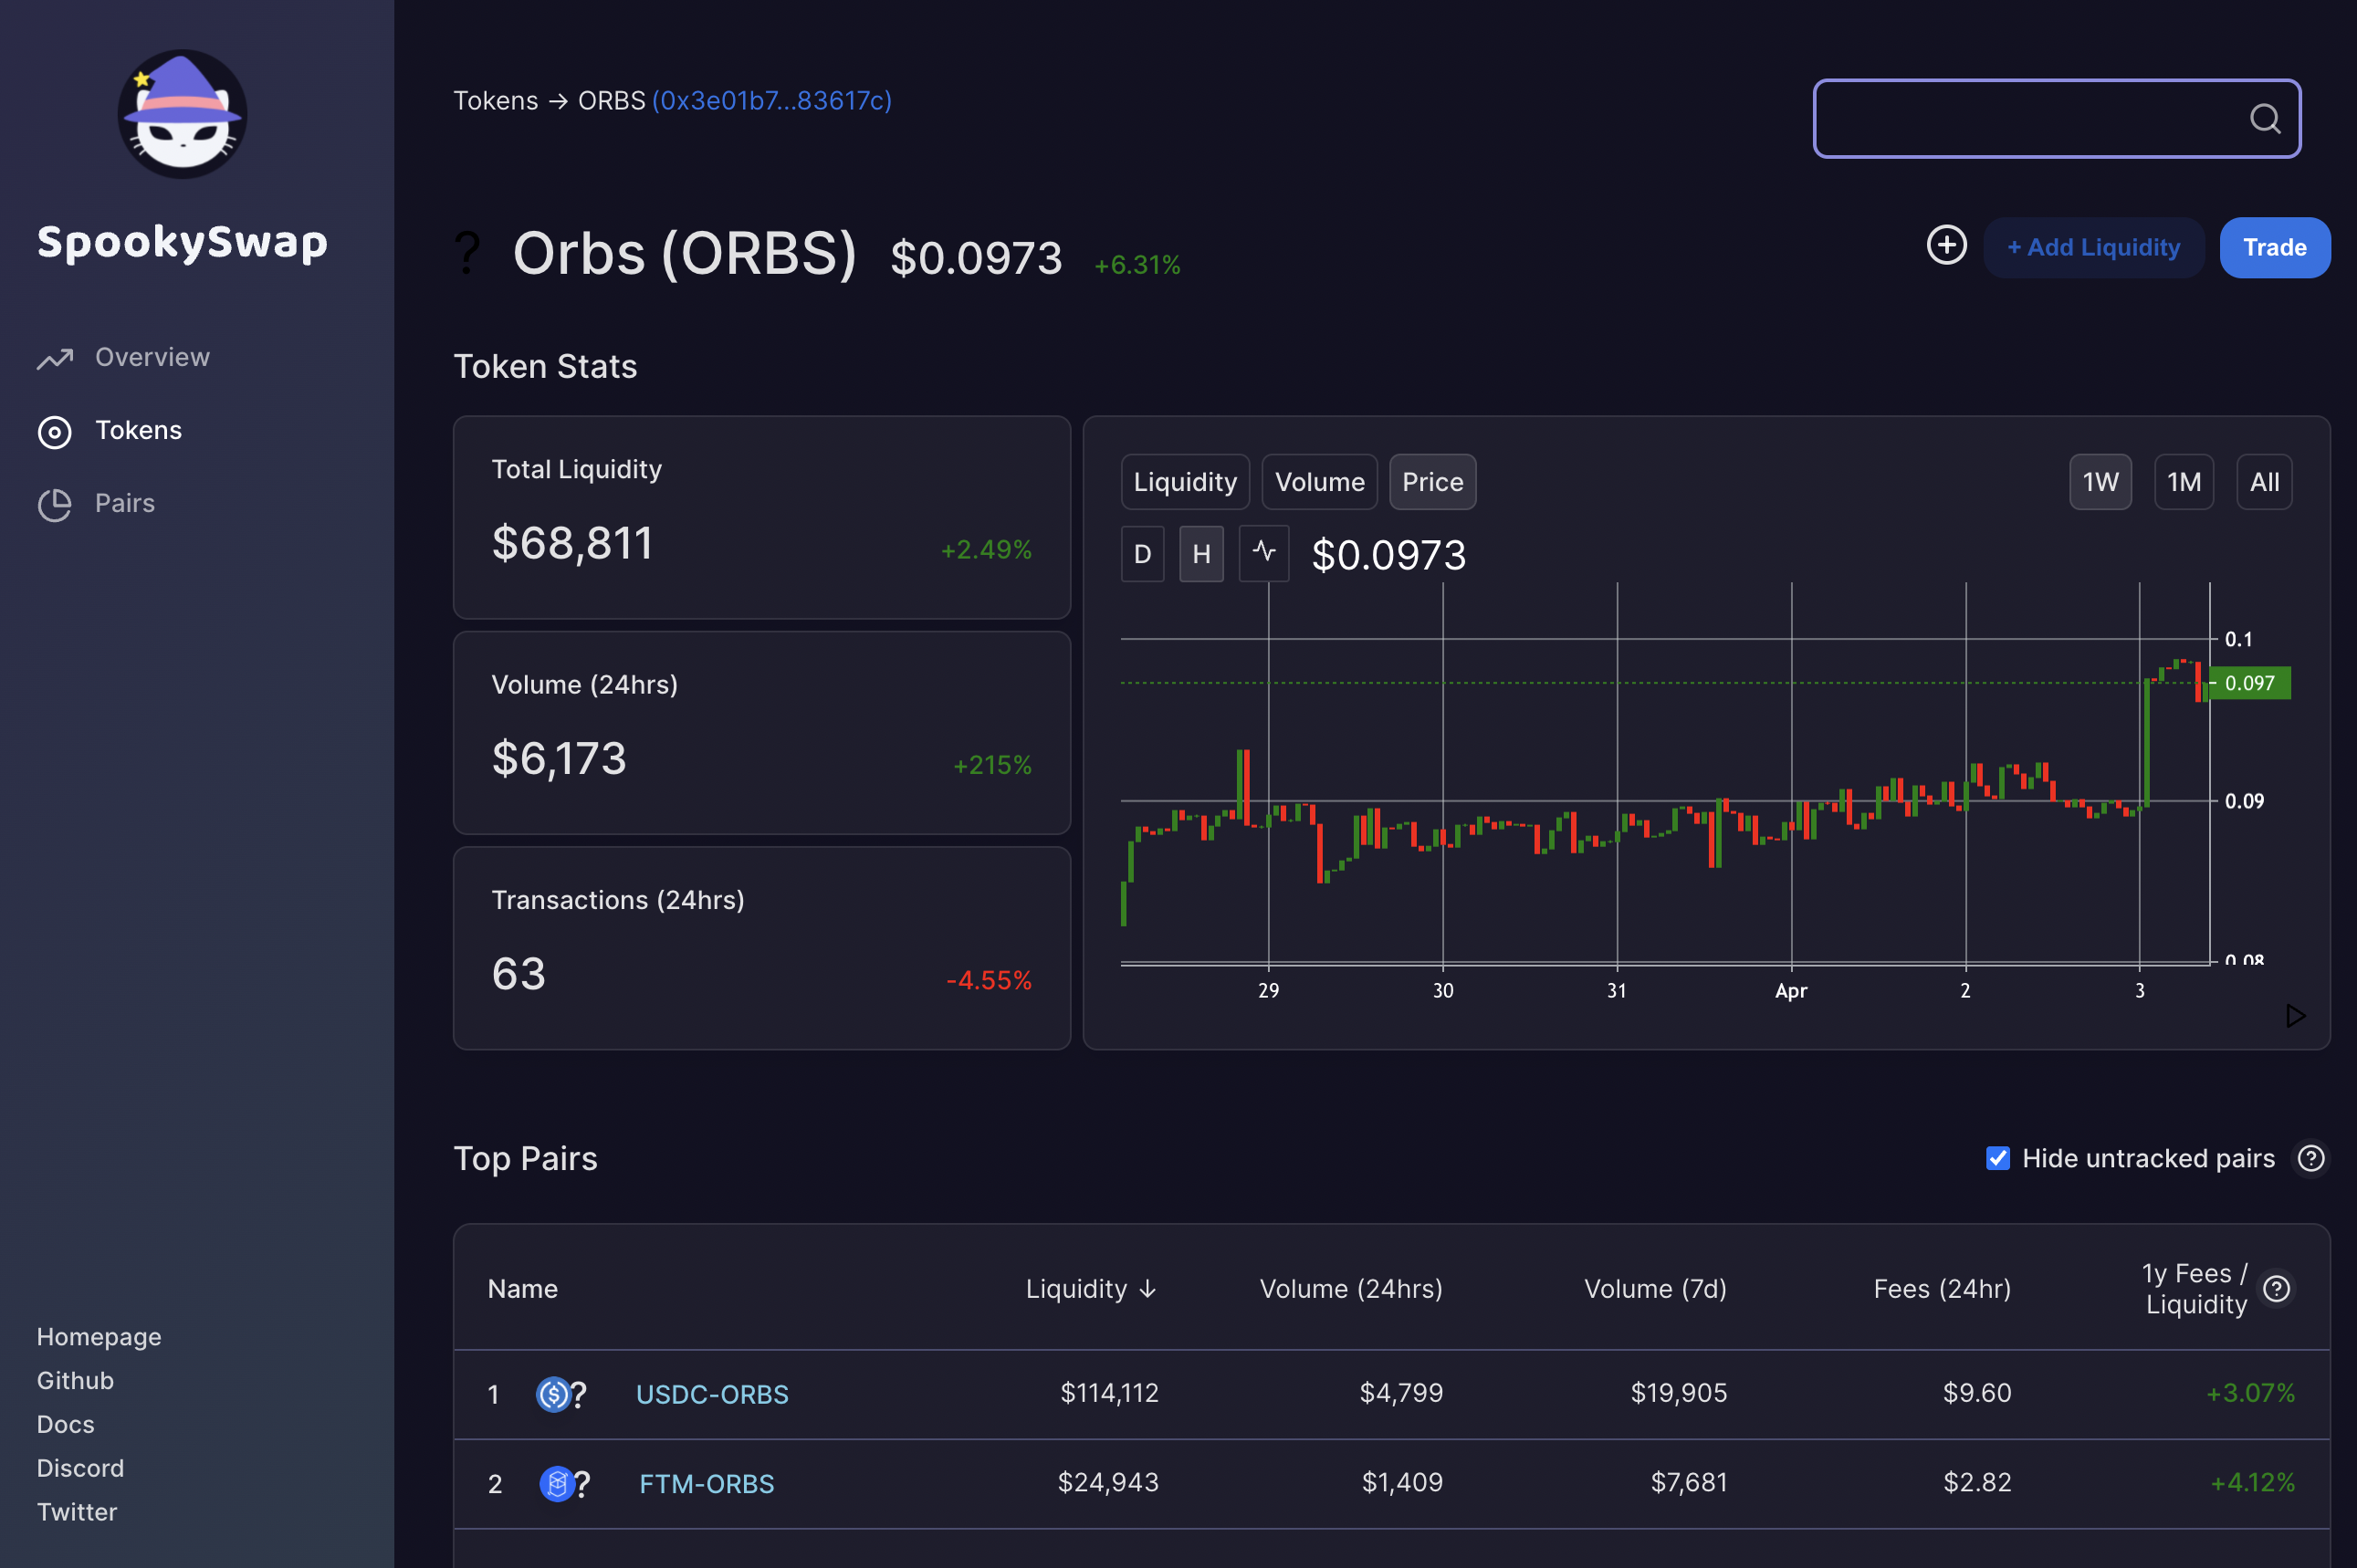 SpookySwap
Overview
Tokens
Pairs
Homepage
Github
Docs
Discord
Twitter
Tokens → ORBS (0x3e01b7...83617c)
? Orbs (ORBS) $0.0973 +6.31%
+ Add Liquidity
Trade
Token Stats
Total Liquidity
$68,811 +2.49%
Volume (24hrs)
$6,173 +215%
Transactions (24hrs)
63 -4.55%
Liquidity Volume Price 1W 1M All
D H $0.0973
0.1
0.097
0.09
0.08
29 30 31 Apr 2 3
Top Pairs
Hide untracked pairs ?
Name Liquidity ↓ Volume (24hrs) Volume (7d) Fees (24hr) 1y Fees /
Liquidity ?
1 ? USDC-ORBS $114,112 $4,799 $19,905 $9.60 +3.07%
2 ? FTM-ORBS $24,943 $1,409 $7,681 $2.82 +4.12%